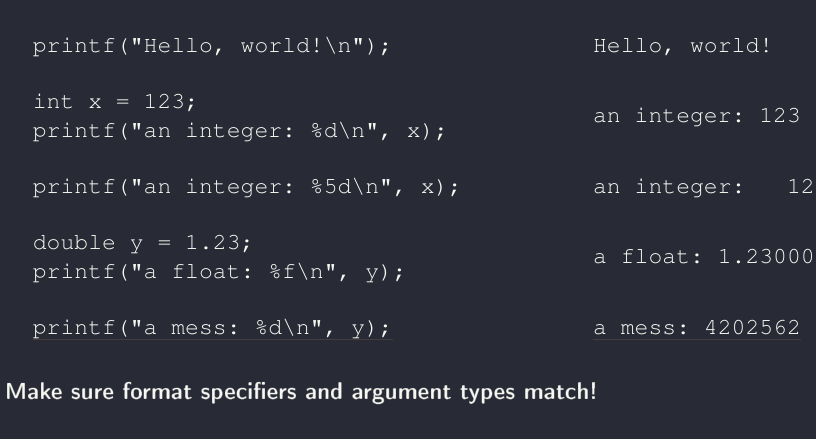 printf("Hello, world!\n"); Hello, world!
int x = 123;
an integer: 123
printf("an integer: %d\n", x);
printf("an integer: %5d\n", x); an integer:   12
double y = 1.23;
a float: 1.23000
printf("a float: %f\n", y);
printf("a mess: %d\n", y); a mess: 4202562
Make sure format specifiers and argument types match!